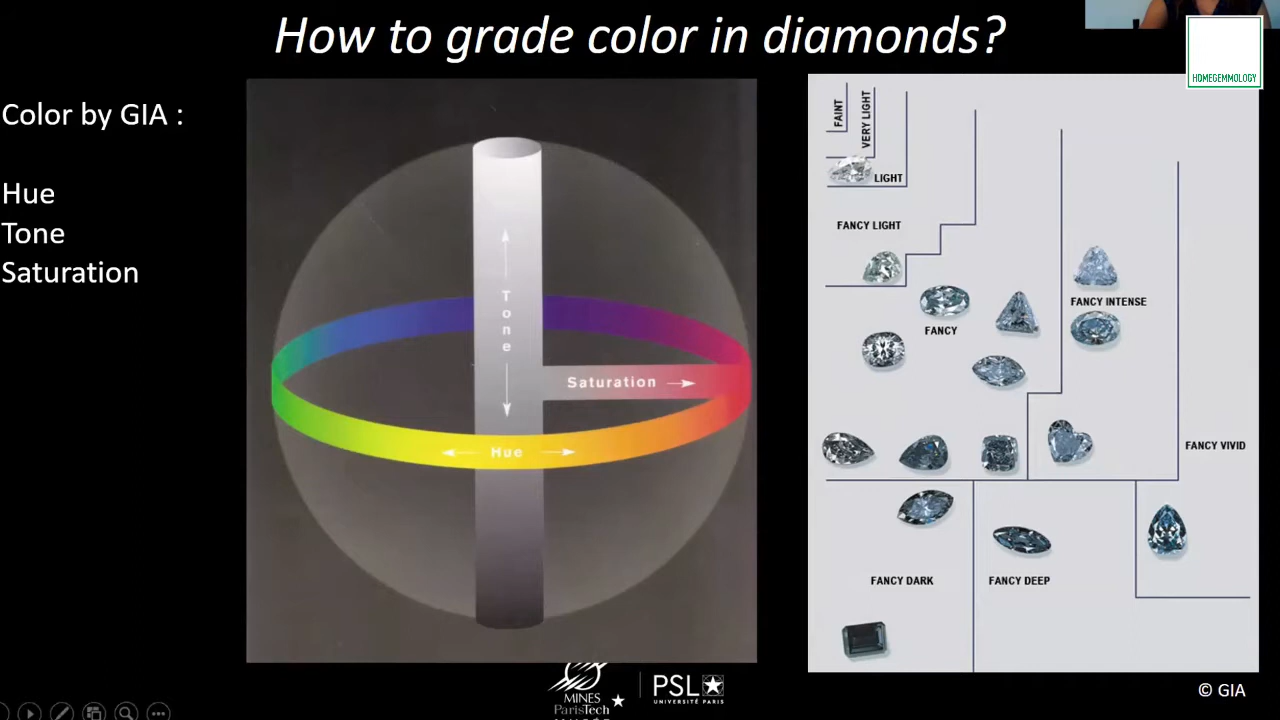 How to grade color in diamonds?
HOMEGEMMOLOGY
Color by GIA :
Hue
Tone
Saturation
Tone
Saturation
Hue
FAINT
VERY LIGHT
LIGHT
FANCY LIGHT
FANCY INTENSE
FANCY
FANCY VIVID
FANCY DARK
FANCY DEEP
MINES
ParisTech
PSL
UNIVERSITÉ PARIS
© GIA